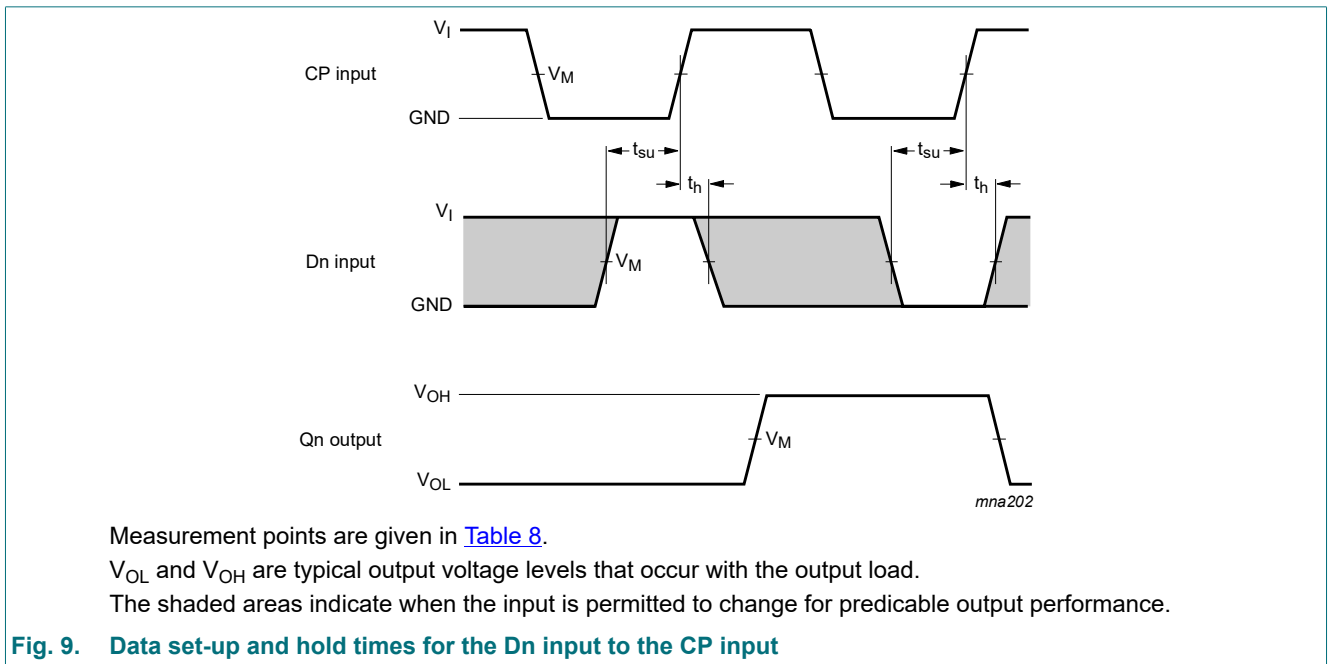 V_I
CP input
V_M
GND
t_su
t_su
t_h
t_h
V_I
Dn input
V_M
GND
V_OH
Qn output
V_M
V_OL
mna202
Measurement points are given in Table 8.
V_OL and V_OH are typical output voltage levels that occur with the output load.
The shaded areas indicate when the input is permitted to change for predicable output performance.
Fig. 9. Data set-up and hold times for the Dn input to the CP input